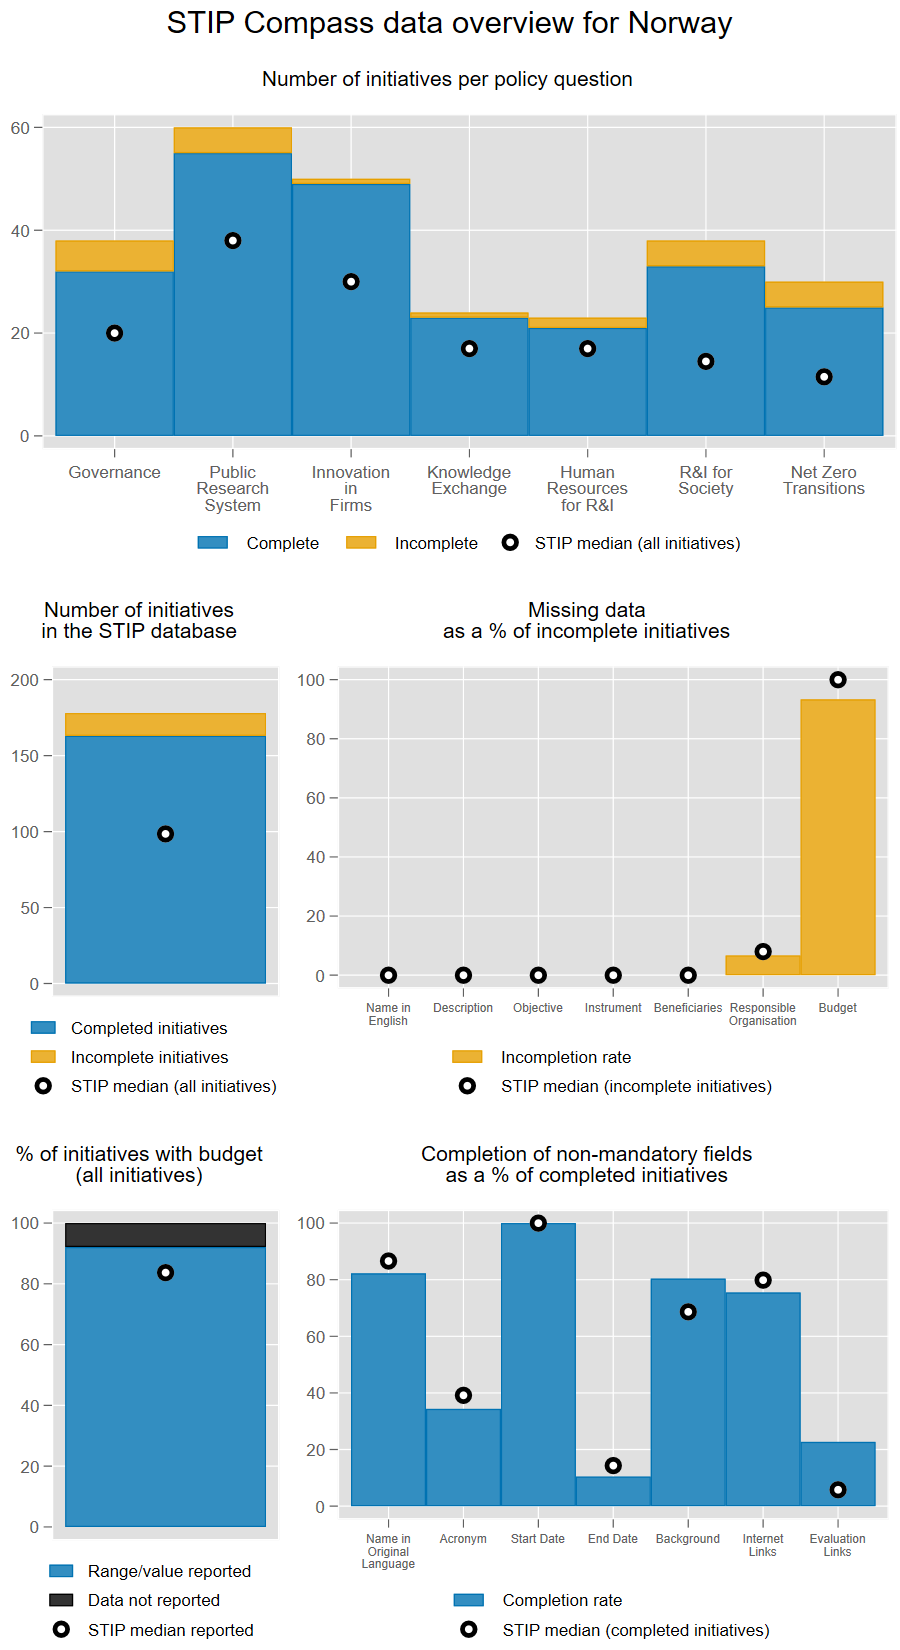 STIP Compass data overview for Norway
Number of initiatives per policy question
60
40
20
0
Governance
Public
Research
System
Innovation
in
Firms
Knowledge
Exchange
Human
Resources
for R&I
R&I for
Society
Net Zero
Transitions
Complete
Incomplete
STIP median (all initiatives)
Number of initiatives
in the STIP database
200
150
100
50
0
Completed initiatives
Incomplete initiatives
STIP median (all initiatives)
Missing data
as a % of incomplete initiatives
100
80
60
40
20
0
Name in
English
Description
Objective
Instrument
Beneficiaries
Responsible
Organisation
Budget
Incompletion rate
STIP median (incomplete initiatives)
% of initiatives with budget
(all initiatives)
100
80
60
40
20
0
Range/value reported
Data not reported
STIP median reported
Completion of non-mandatory fields
as a % of completed initiatives
100
80
60
40
20
0
Name in
Original
Language
Acronym
Start Date
End Date
Background
Internet
Links
Evaluation
Links
Completion rate
STIP median (completed initiatives)